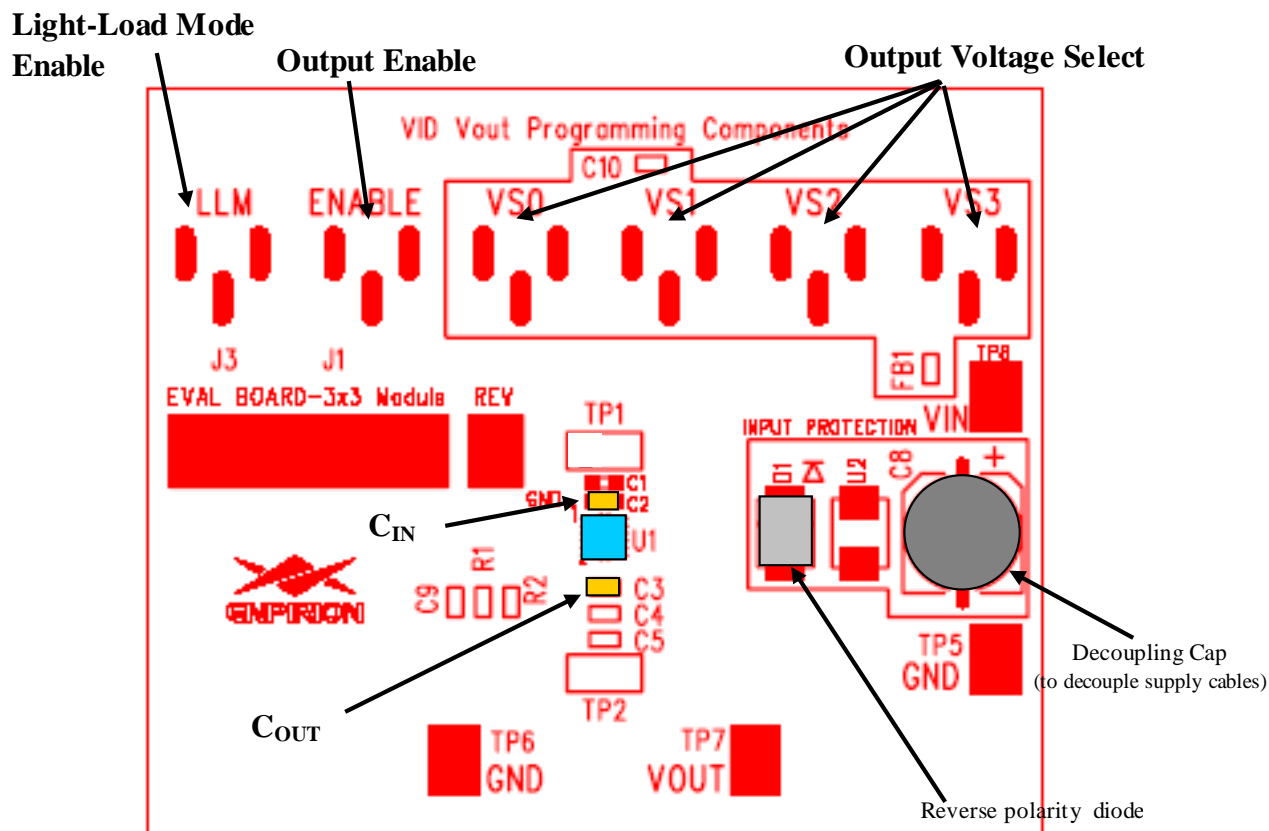 Light-Load Mode
Enable
Output Enable
Output Voltage Select
VID Vout Programming Components
C10
LLM
ENABLE
VS0
VS1
VS2
VS3
J3
J1
FB1
TP8
EVAL BOARD-3x3 Module
REV
TP1
VIN
INPUT PROTECTION
D1
U2
C8
+
C1
GND
C2
CIN
1
U1
C9
R1
R2
C3
C4
C5
ENPIRION
TP5
GND
Decoupling Cap
(to decouple supply cables)
TP2
COUT
TP6
GND
TP7
VOUT
Reverse polarity diode